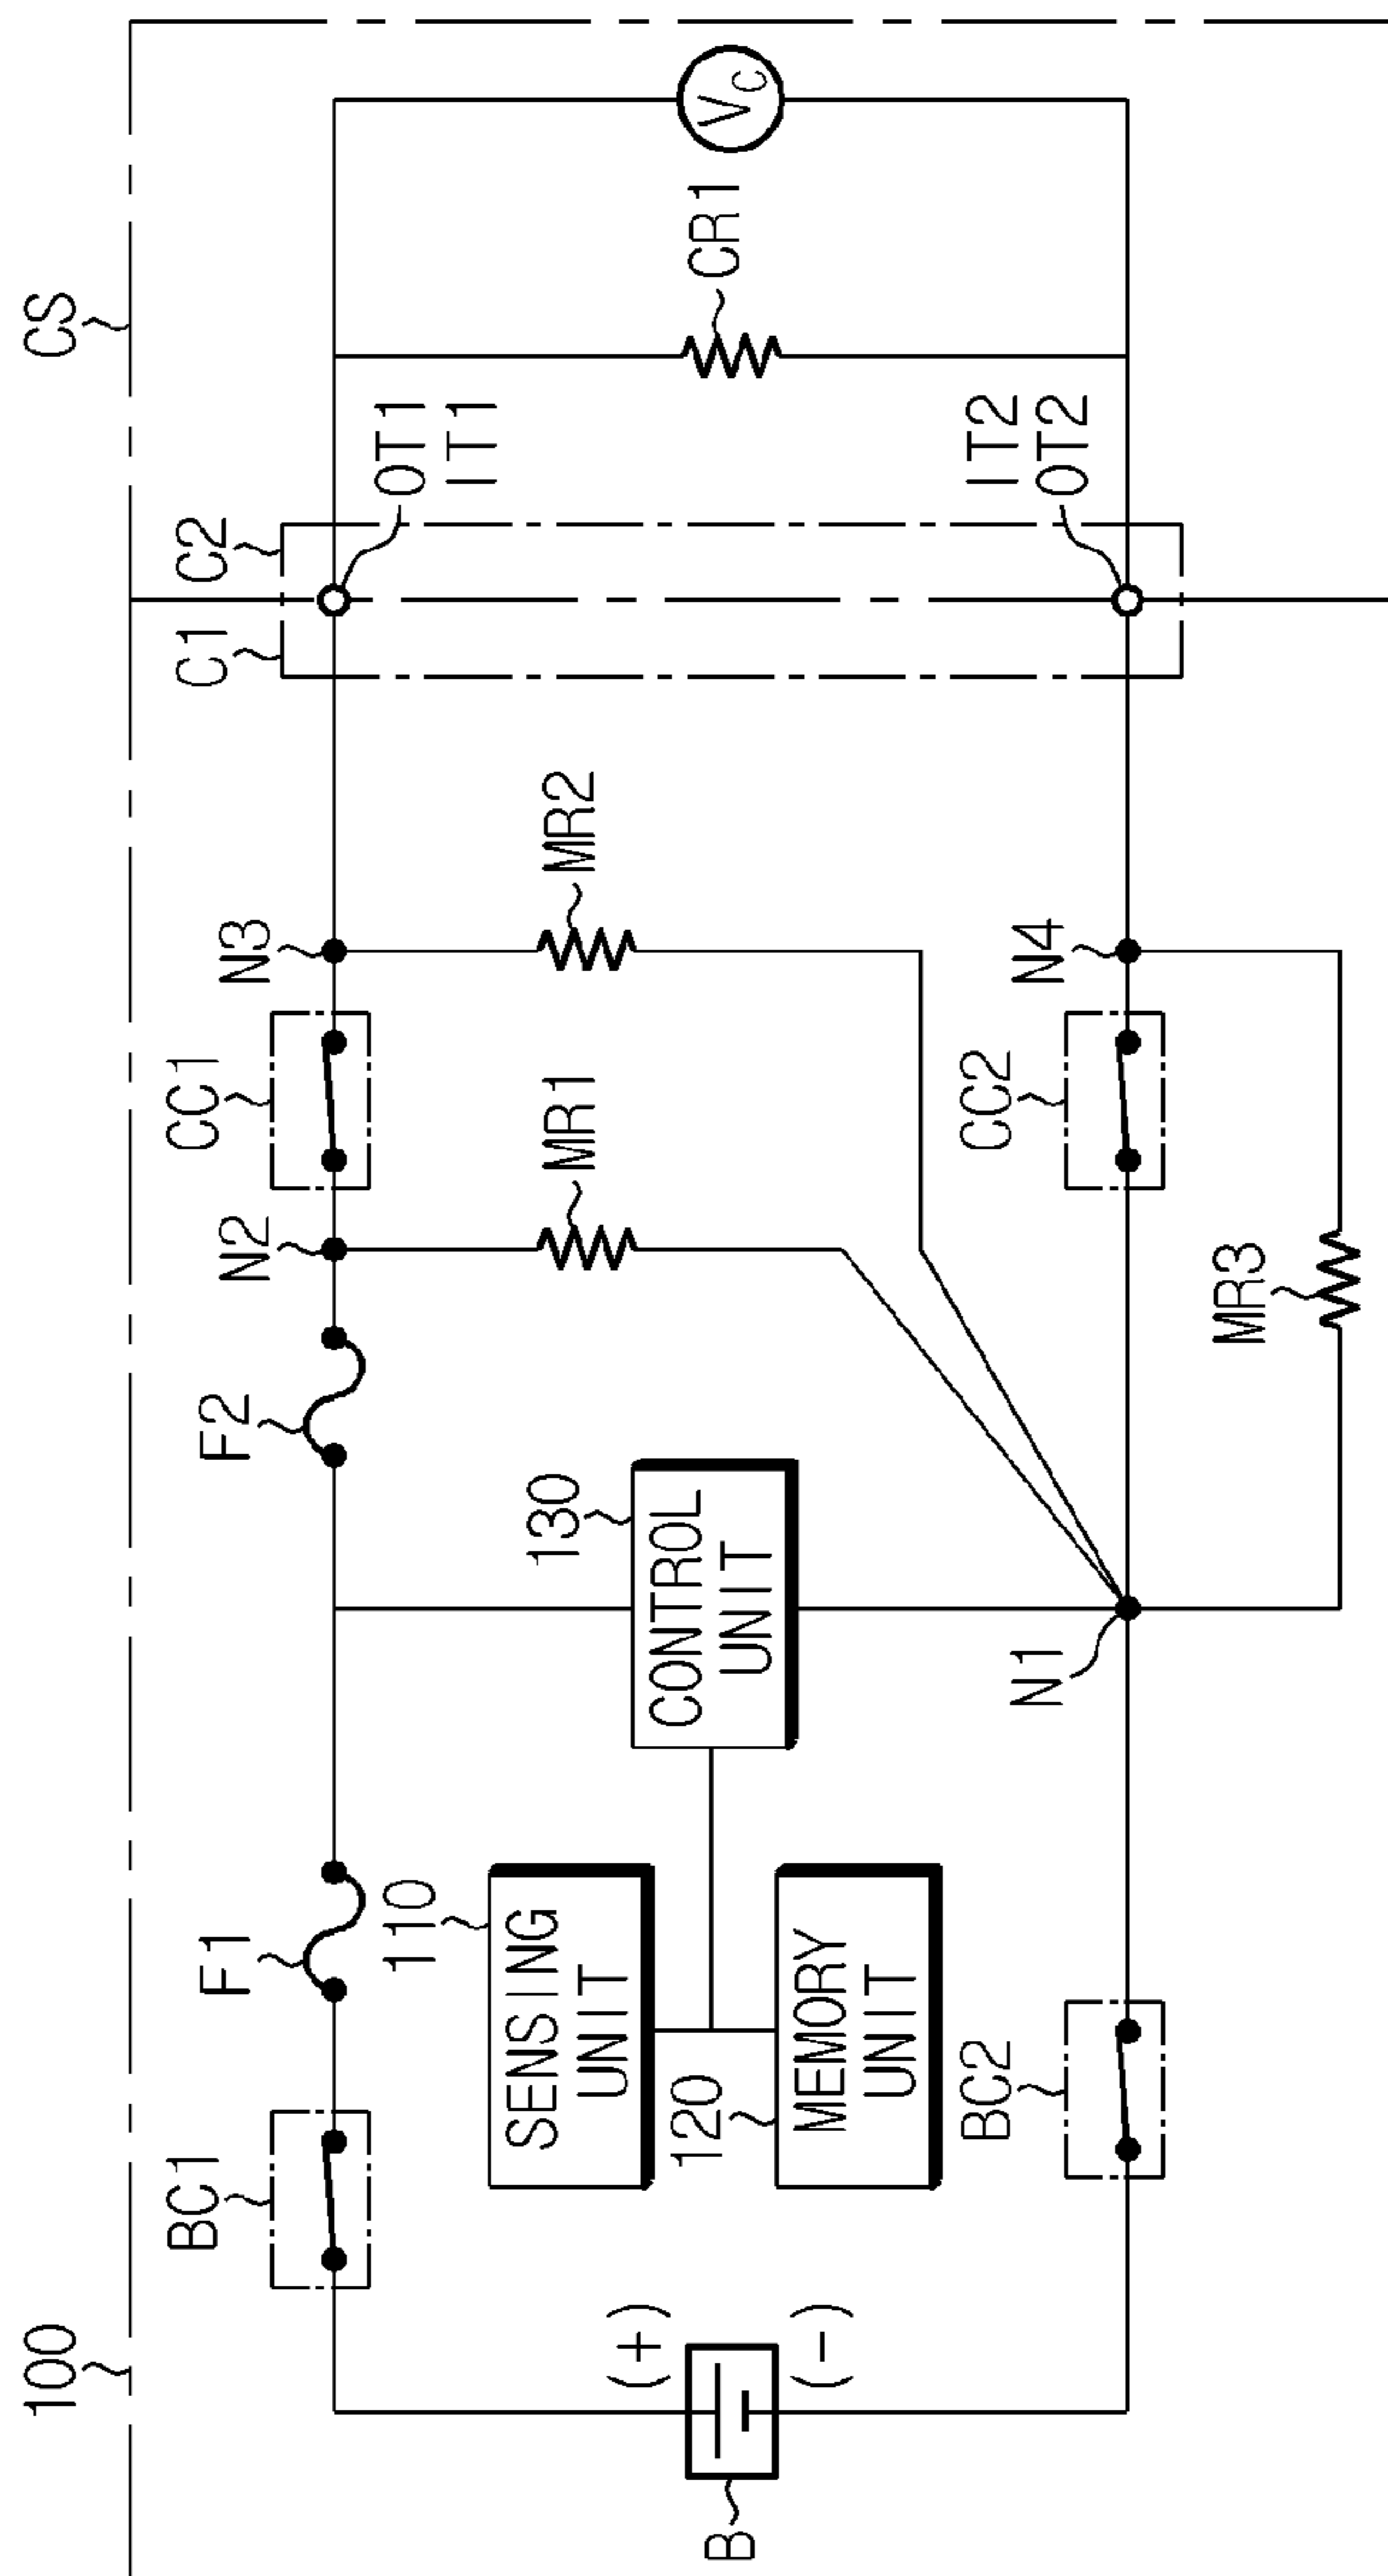 100
CS
BC1
F1
F2
N2
CC1
N3
C1
C2
OT1
IT1
110
SENSING
UNIT
130
CONTROL
UNIT
MR1
MR2
CR1
VC
(+)
B
(-)
120
MEMORY
UNIT
BC2
N1
CC2
N4
IT2
OT2
MR3